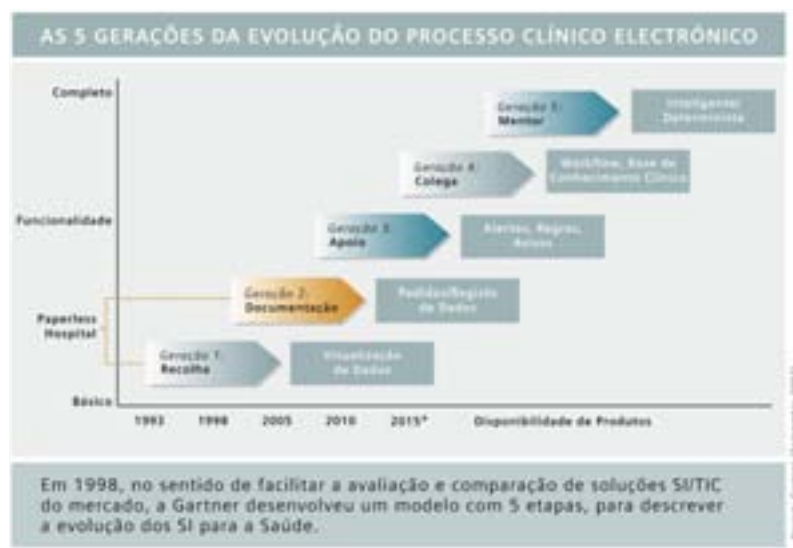 AS 5 GERAÇÕES DA EVOLUÇÃO DO PROCESSO CLÍNICO ELECTRÓNICO
Completo
Geração 5:
Mentor
Inteligente/
Determinista
Geração 4:
Colega
Workflow, Base de
Conhecimento Clínico
Funcionalidade
Geração 3:
Apoio
Alertas, Regras,
Avisos
Geração 2:
Documentação
Pedidos/Registo
de Dados
Paperless
Hospital
Geração 1:
Recolha
Visualização
de Dados
Básico
1993 1998 2005 2010 2015* Disponibilidade de Produtos
Em 1998, no sentido de facilitar a avaliação e comparação de soluções SI/TIC
do mercado, a Gartner desenvolveu um modelo com 5 etapas, para descrever
a evolução dos SI para a Saúde.